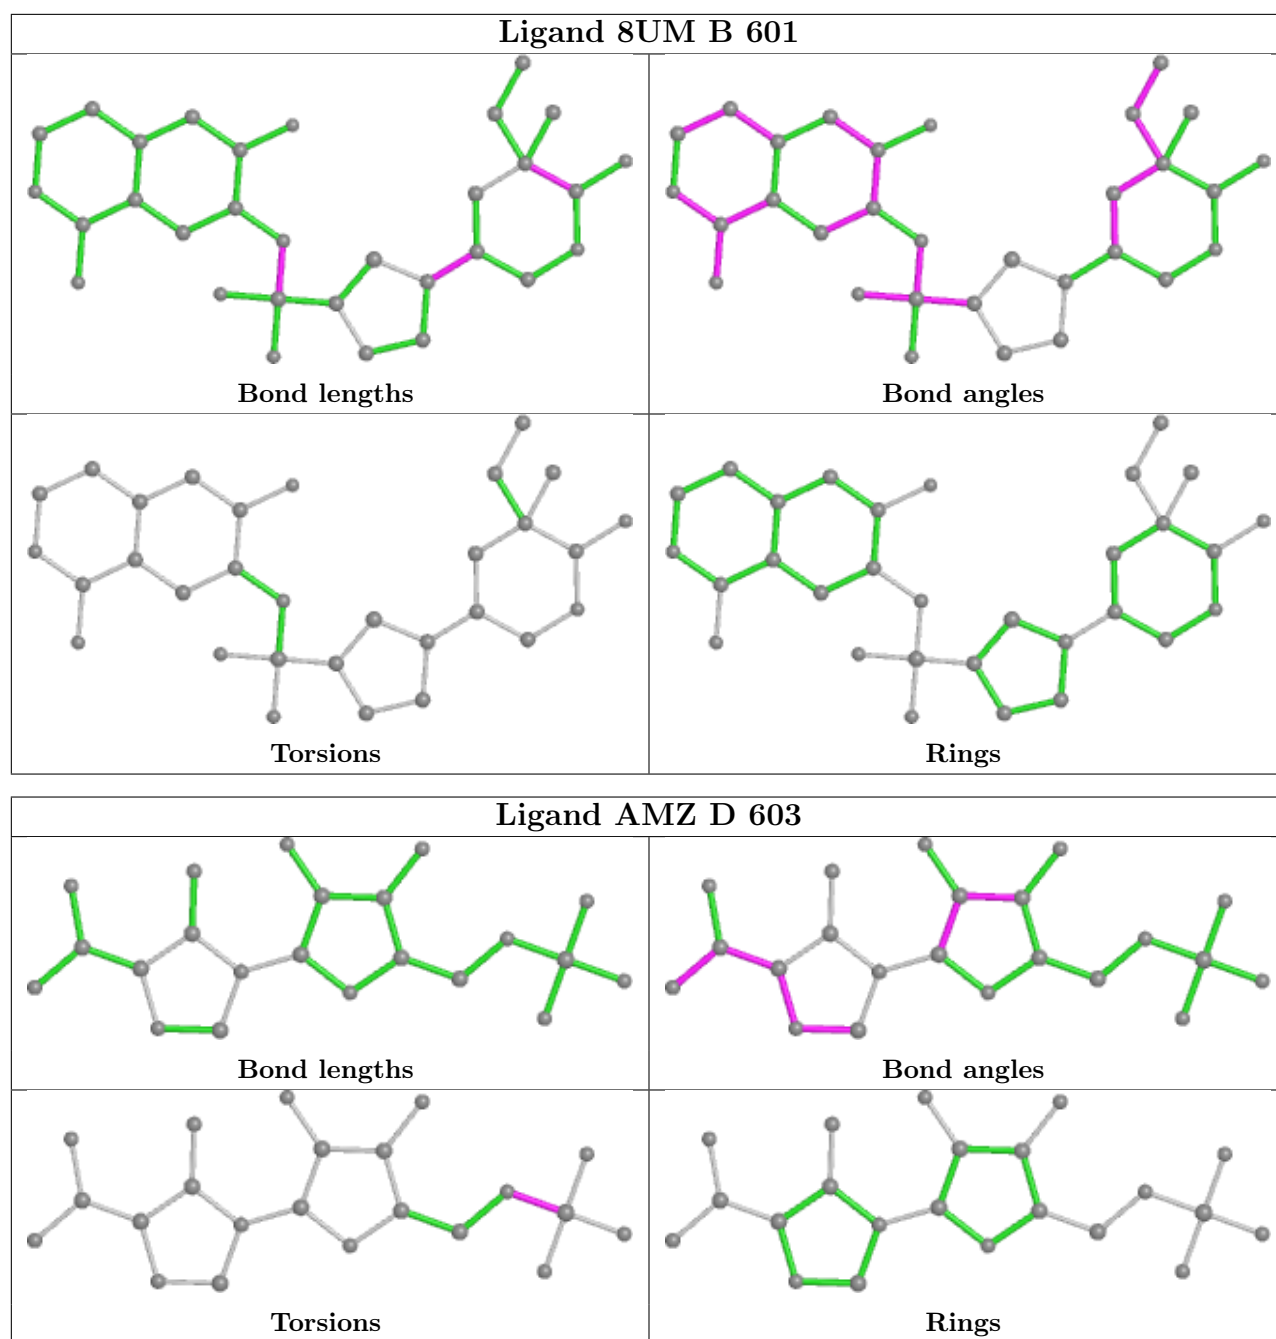 Ligand 8UM B 601
Bond lengths
Bond angles
Torsions
Rings
Ligand AMZ D 603
Bond lengths
Bond angles
Torsions
Rings